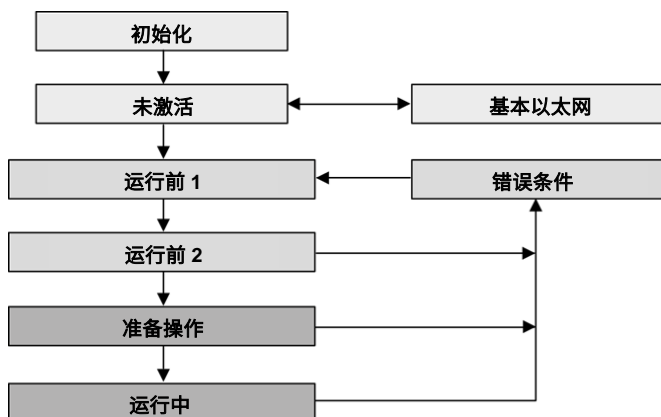 初始化
未激活
基本以太网
运行前 1
错误条件
运行前 2
准备操作
运行中